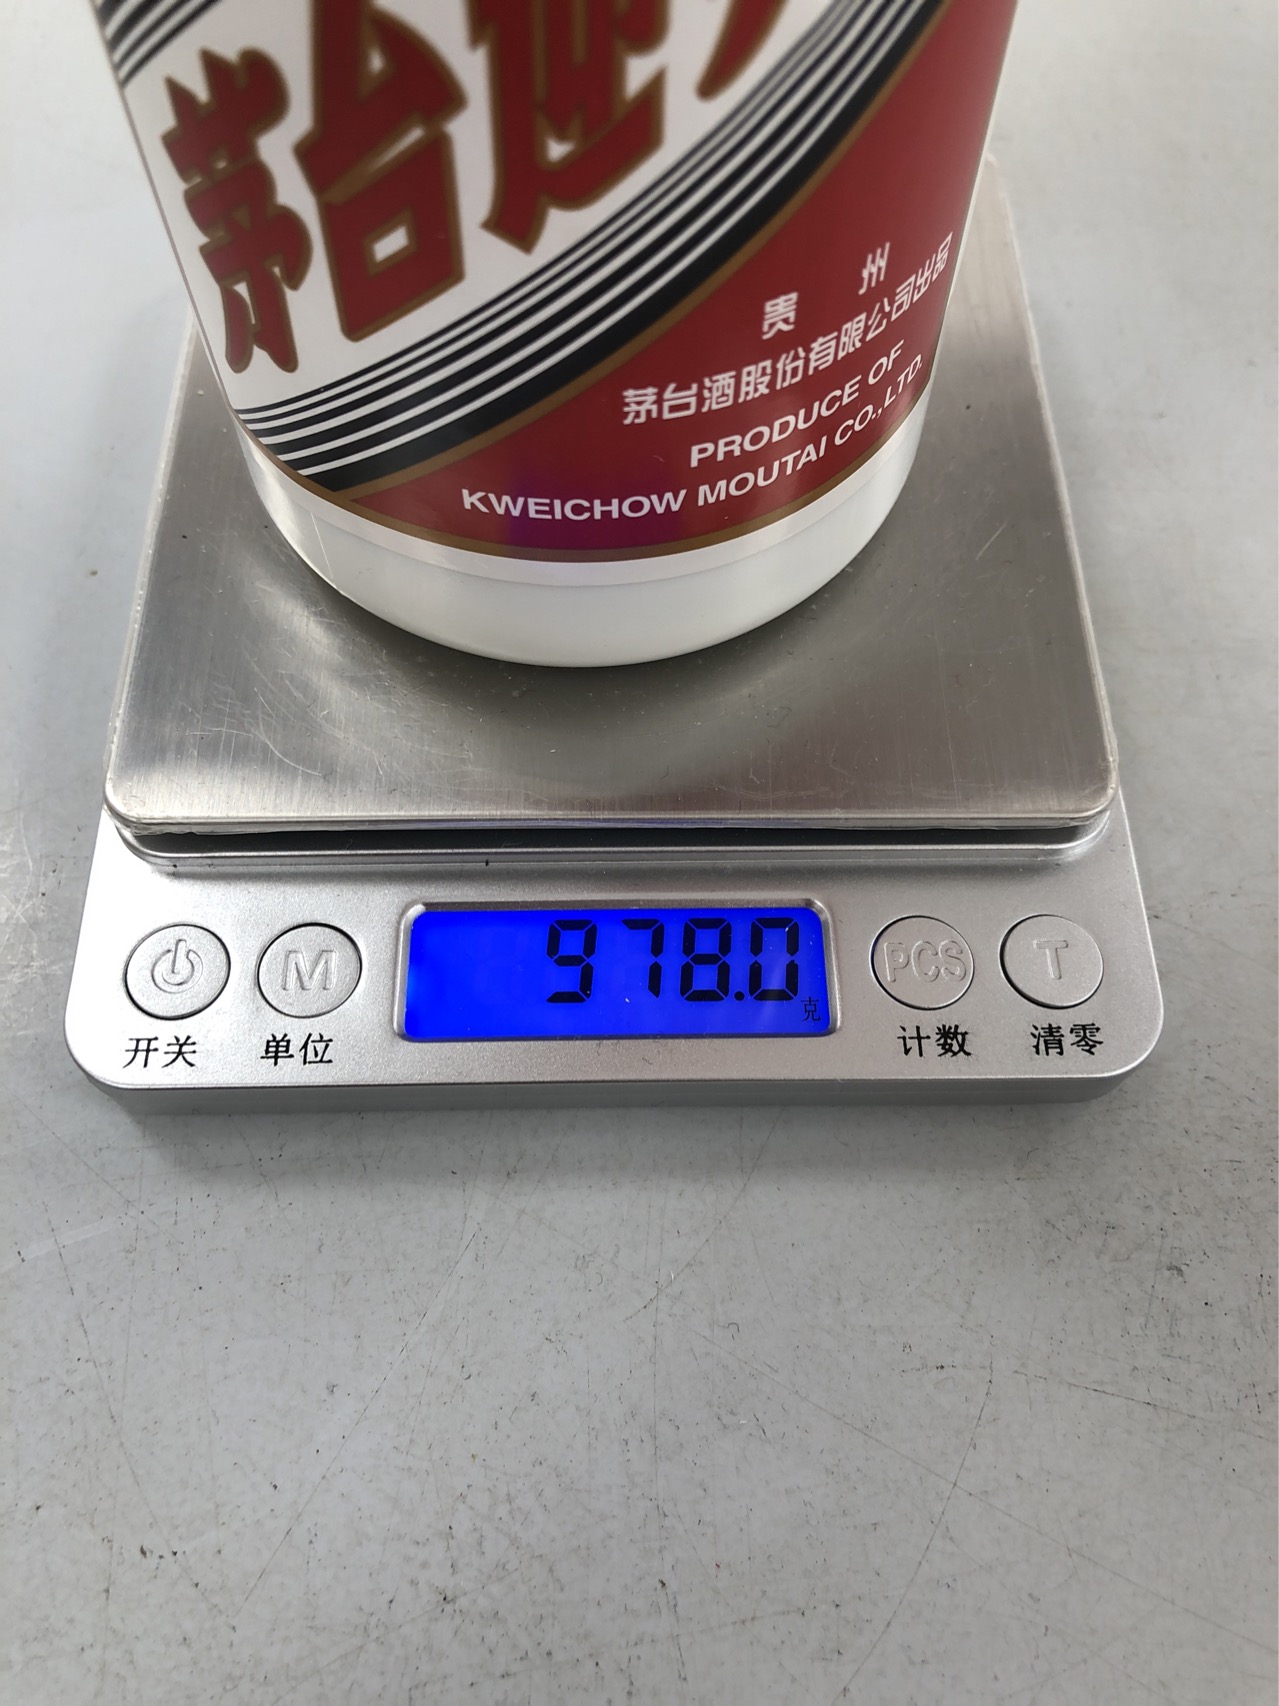 茅台迎
贵州
茅台酒股份有限公司出品
PRODUCE OF
KWEICHOW MOUTAI CO.,LTD.
978.0
克
M
PCS
T
开关
单位
计数
清零